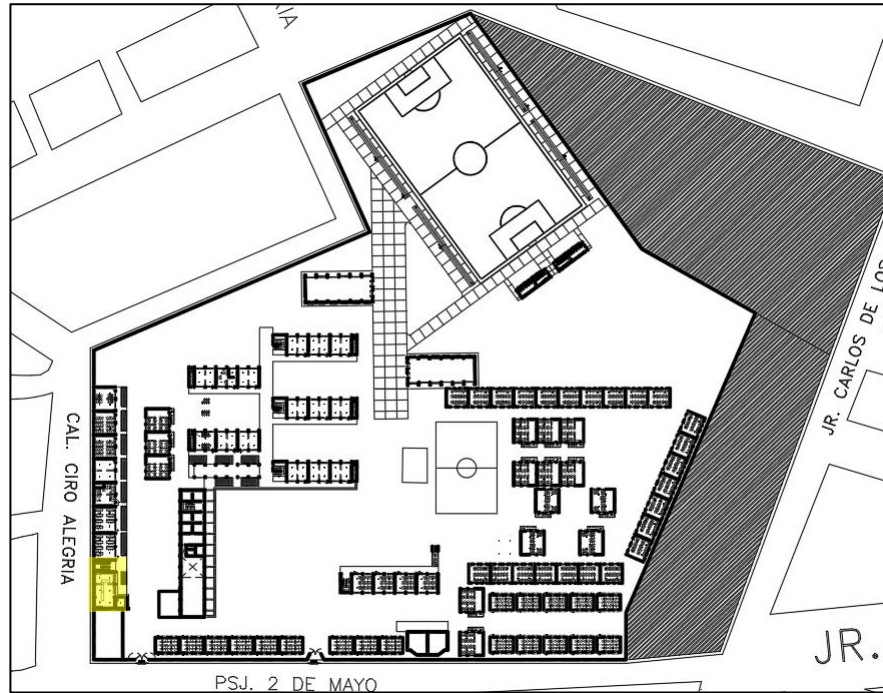 CAL. CIRO ALEGRIA
JR. CARLOS DE LOS
JR.
PSJ. 2 DE MAYO